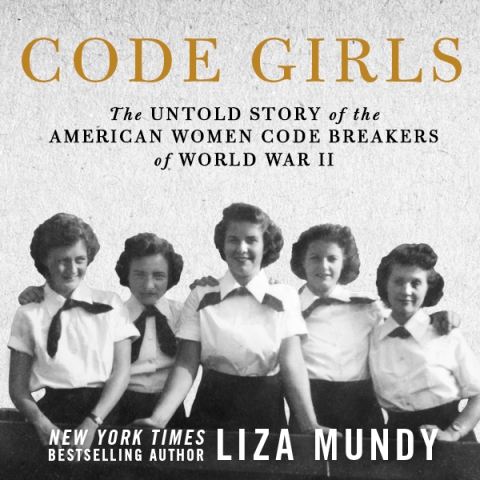 CODE GIRLS
The UNTOLD STORY of the
AMERICAN WOMEN CODE BREAKERS
of WORLD WAR II
NEW YORK TIMES
BESTSELLING AUTHOR
LIZA MUNDY